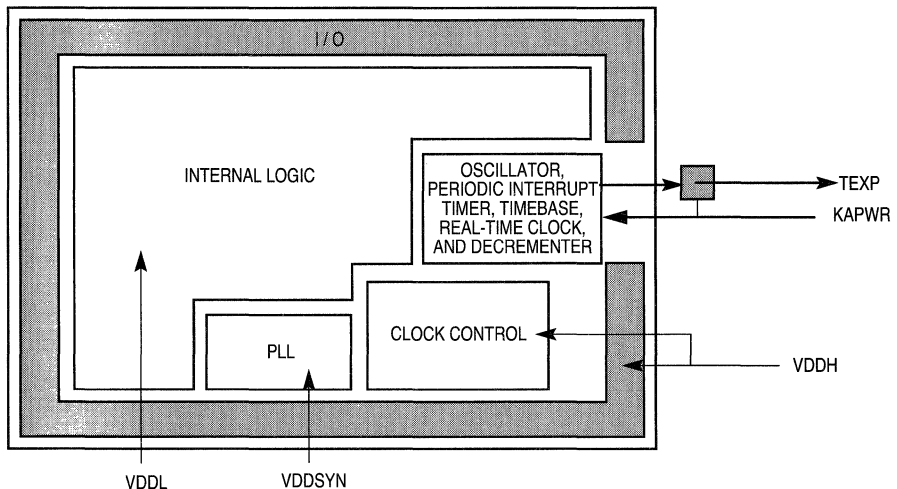 I/O
INTERNAL LOGIC
OSCILLATOR,
PERIODIC INTERRUPT
TIMER, TIMEBASE,
REAL-TIME CLOCK,
AND DECREMENTER
TEXP
KAPWR
PLL
CLOCK CONTROL
VDDH
VDDL
VDDSYN